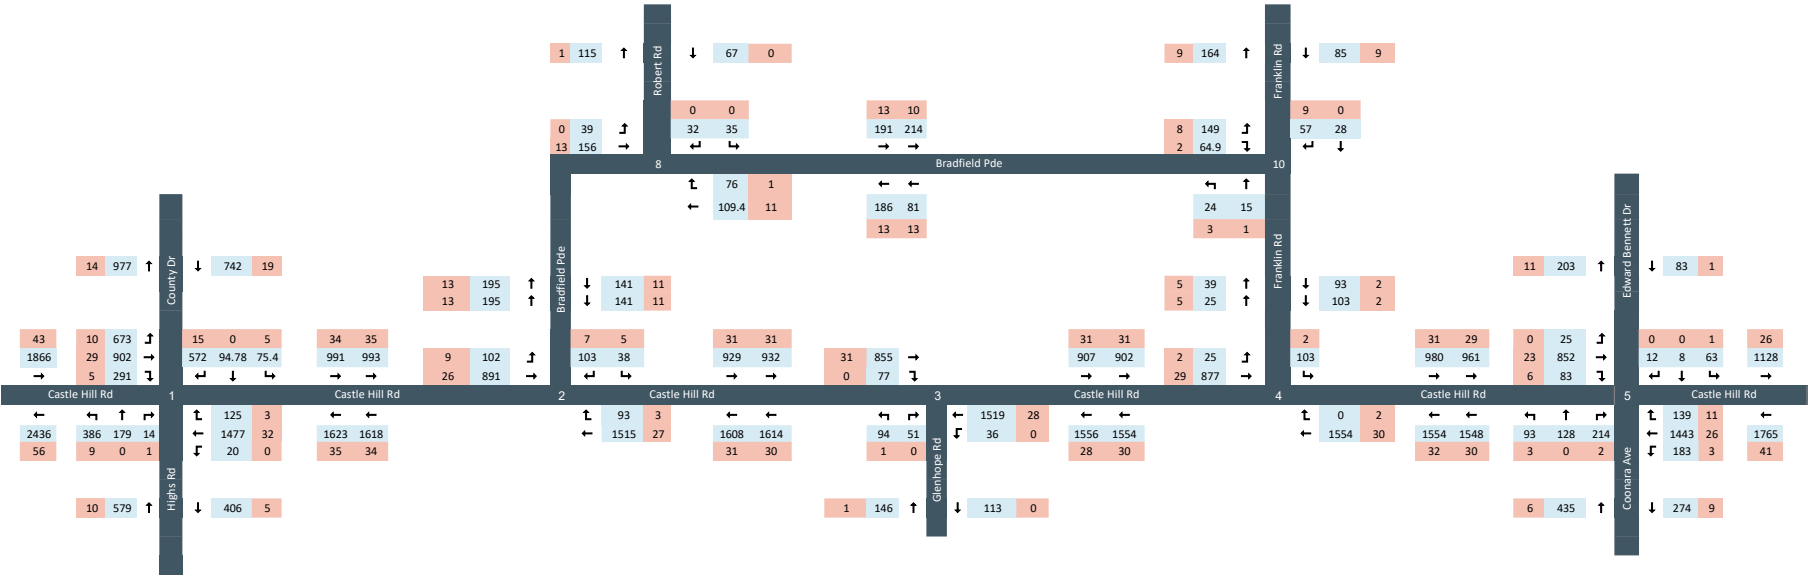 1 115 ↑ ↓ 67 0 9 164 ↑ ↓ 85 9
Robert Rd
Franklin Rd
0 0 13 10 9 0
0 39 32 35 191 214 8 149 57 28
13 156 → → → 2 64.9 ↓
8 Bradfield Pde 10
76 1 ← ← ↑
← 109.4 11 186 81 24 15
13 13 3 1
Bradfield Pde
Franklin Rd
County Dr
Edward Bennett Dr
14 977 ↑ ↓ 742 19 11 203 ↑ ↓ 83 1
13 195 ↑ ↓ 141 11 5 39 ↑ ↓ 93 2
13 195 ↑ ↓ 141 11 5 25 ↑ ↓ 103 2
43 10 673 15 0 5 34 35 7 5 31 31 31 31 2 31 29 0 25 0 0 1 26
1866 29 902 → 572 94.78 75.4 991 993 9 102 103 38 929 932 31 855 → 907 902 2 25 103 980 961 23 852 → 12 8 63 1128
→ 5 291 ↓ → → 26 891 → → → 0 77 → → 29 877 → → → 6 83 ↓ →
Castle Hill Rd 1 Castle Hill Rd 2 Castle Hill Rd 3 Castle Hill Rd 4 Castle Hill Rd 5 Castle Hill Rd
← ↑ 125 3 ← ← 93 3 ← ← ← 1519 28 ← ← 0 2 ← ← ↑ 139 11 ←
2436 386 179 14 ← 1477 32 1623 1618 ← 1515 27 1608 1614 94 51 36 0 1556 1554 ← 1554 30 1554 1548 93 128 214 ← 1443 26 1765
56 9 0 1 20 0 35 34 31 30 1 0 28 30 32 30 3 0 2 183 3 41
Highs Rd
Glenhope Rd
Coonara Ave
10 579 ↑ ↓ 406 5 1 146 ↑ ↓ 113 0 6 435 ↑ ↓ 274 9